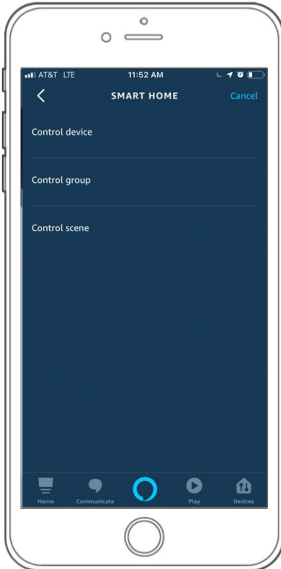 AT&T LTE 11:52 AM
SMART HOME Cancel
Control device
Control group
Control scene
Home Communicate Play Devices